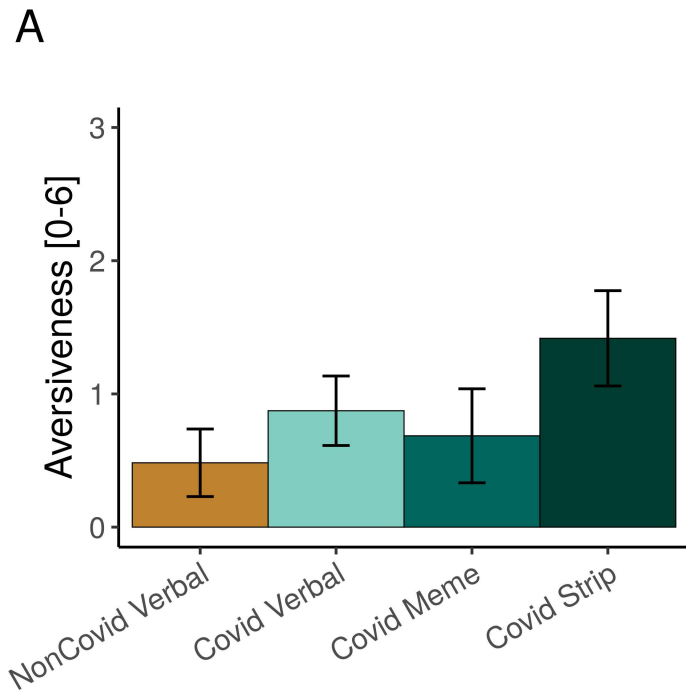 A
Aversiveness [0-6]
3
2
1
0
NonCovid Verbal
Covid Verbal
Covid Meme
Covid Strip